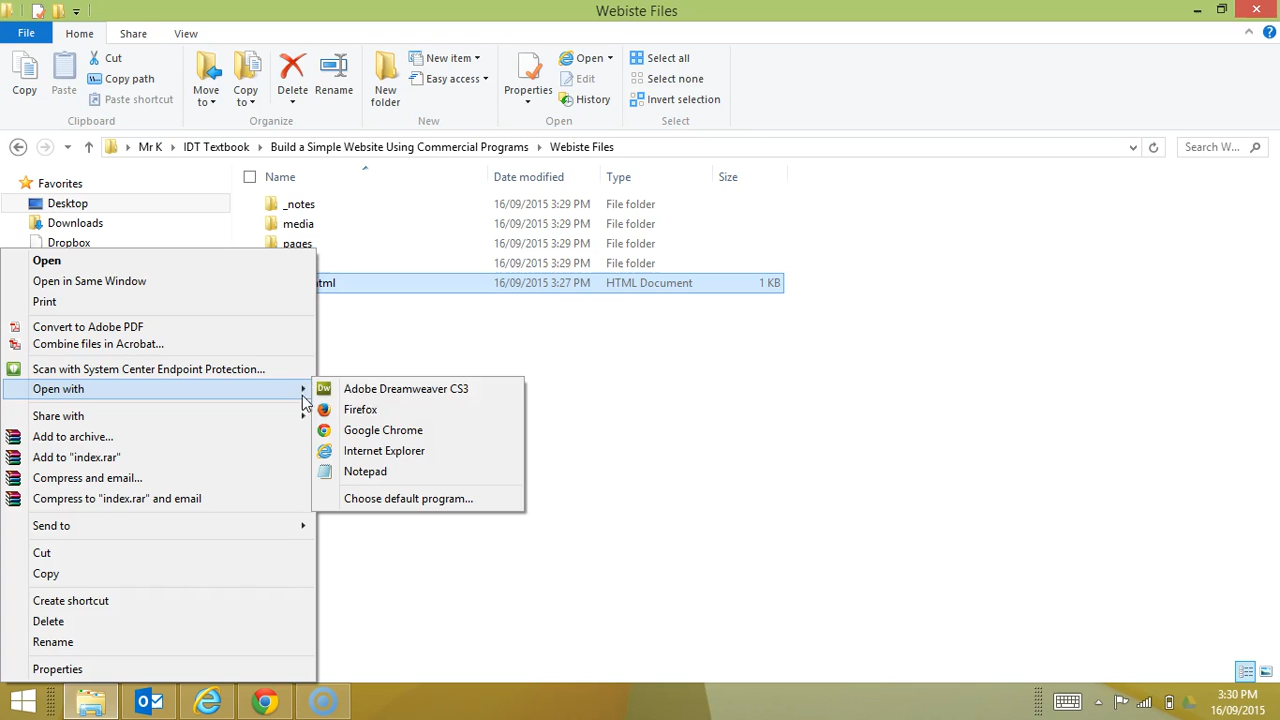 Webiste Files
File
Home
Share
View
Copy
Paste
Cut
Copy path
Paste shortcut
Clipboard
Move to
Copy to
Delete
Rename
Organize
New folder
New item
Easy access
New
Properties
Open
Edit
History
Open
Select all
Select none
Invert selection
Select
Mr K
IDT Textbook
Build a Simple Website Using Commercial Programs
Webiste Files
Search W...
Favorites
Desktop
Downloads
Dropbox
Name
Date modified
Type
Size
_notes 16/09/2015 3:29 PM File folder
media 16/09/2015 3:29 PM File folder
pages 16/09/2015 3:29 PM File folder
16/09/2015 3:29 PM File folder
html 16/09/2015 3:27 PM HTML Document 1 KB
Open
Open in Same Window
Print
Convert to Adobe PDF
Combine files in Acrobat...
Scan with System Center Endpoint Protection...
Open with
Share with
Add to archive...
Add to "index.rar"
Compress and email...
Compress to "index.rar" and email
Send to
Cut
Copy
Create shortcut
Delete
Rename
Properties
Dw Adobe Dreamweaver CS3
Firefox
Google Chrome
Internet Explorer
Notepad
Choose default program...
3:30 PM
16/09/2015